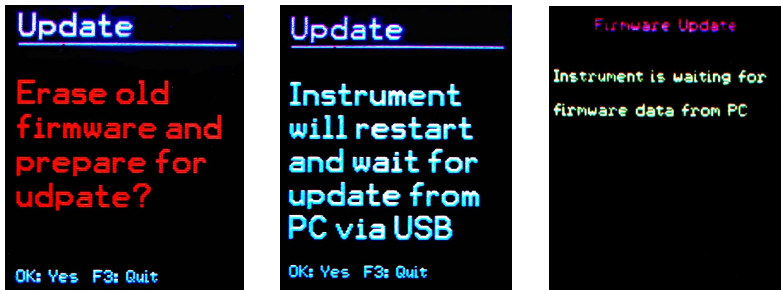 Update
Erase old
firmware and
prepare for
udpate?
OK: Yes F3: Quit
Update
Instrument
will restart
and wait for
update from
PC via USB
OK: Yes F3: Quit
Firmware Update
Instrument is waiting for
firmware data from PC